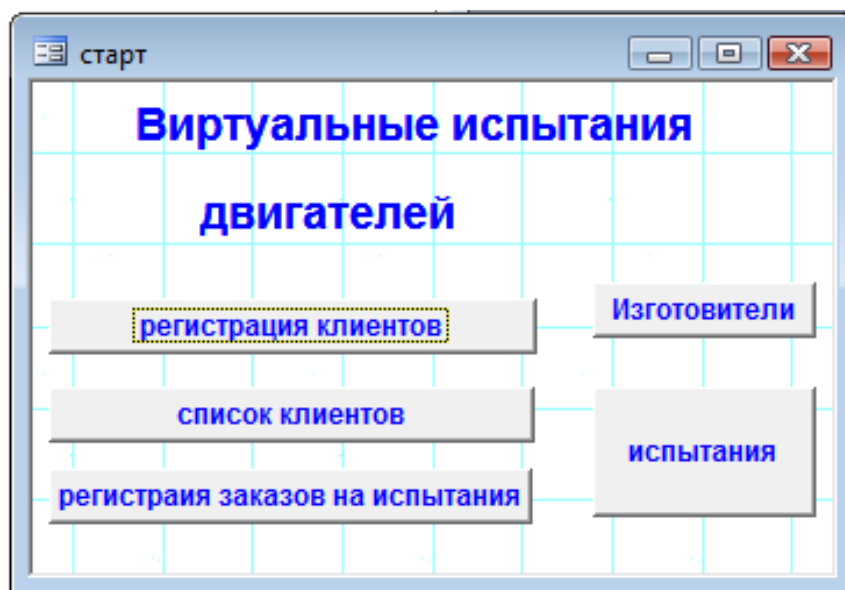 старт
Виртуальные испытания
двигателей
регистрация клиентов
Изготовители
список клиентов
испытания
регистраия заказов на испытания